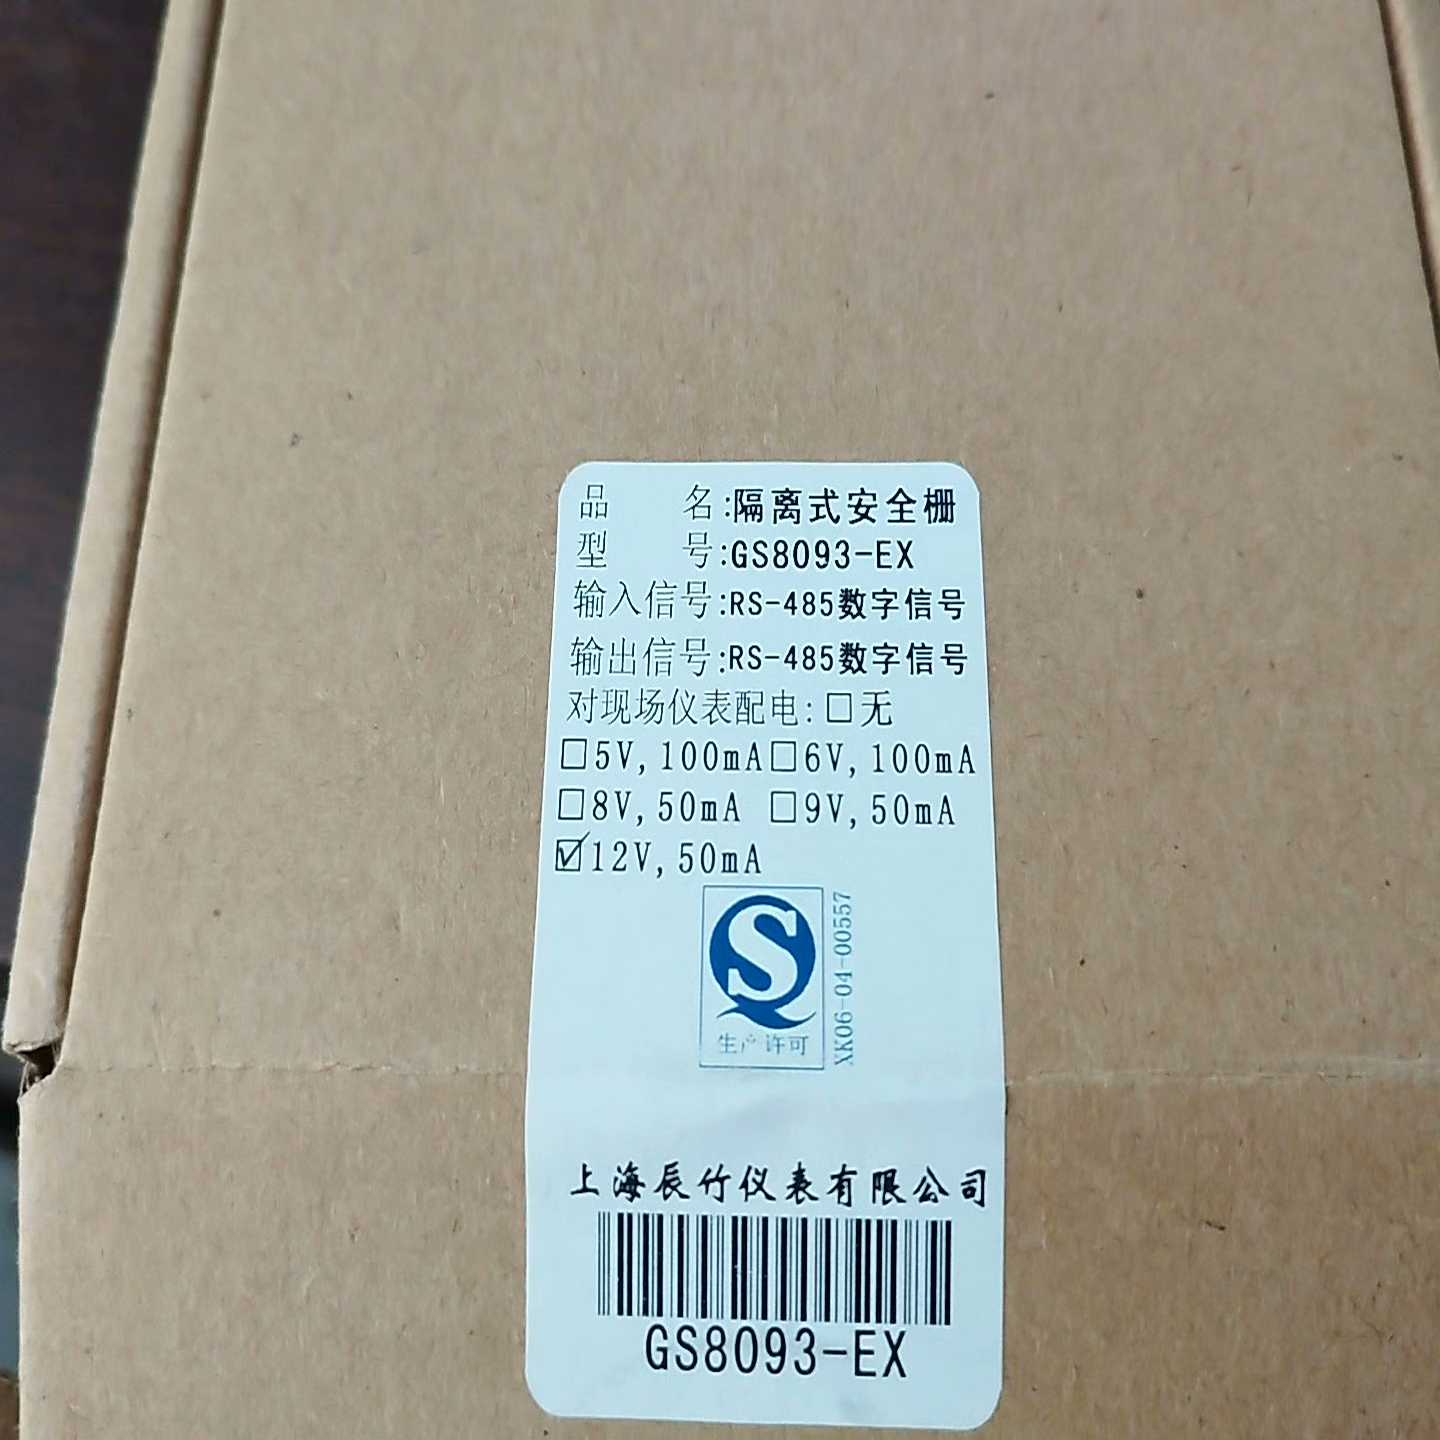 品 名:隔离式安全栅
型 号:GS8093-EX
输入信号:RS-485数字信号
输出信号:RS-485数字信号
对现场仪表配电:□无
□5V,100mA□6V,100mA
□8V,50mA □9V,50mA
☑12V,50mA
QS
生产许可
XK06-04-00557
上海辰竹仪表有限公司
GS8093-EX